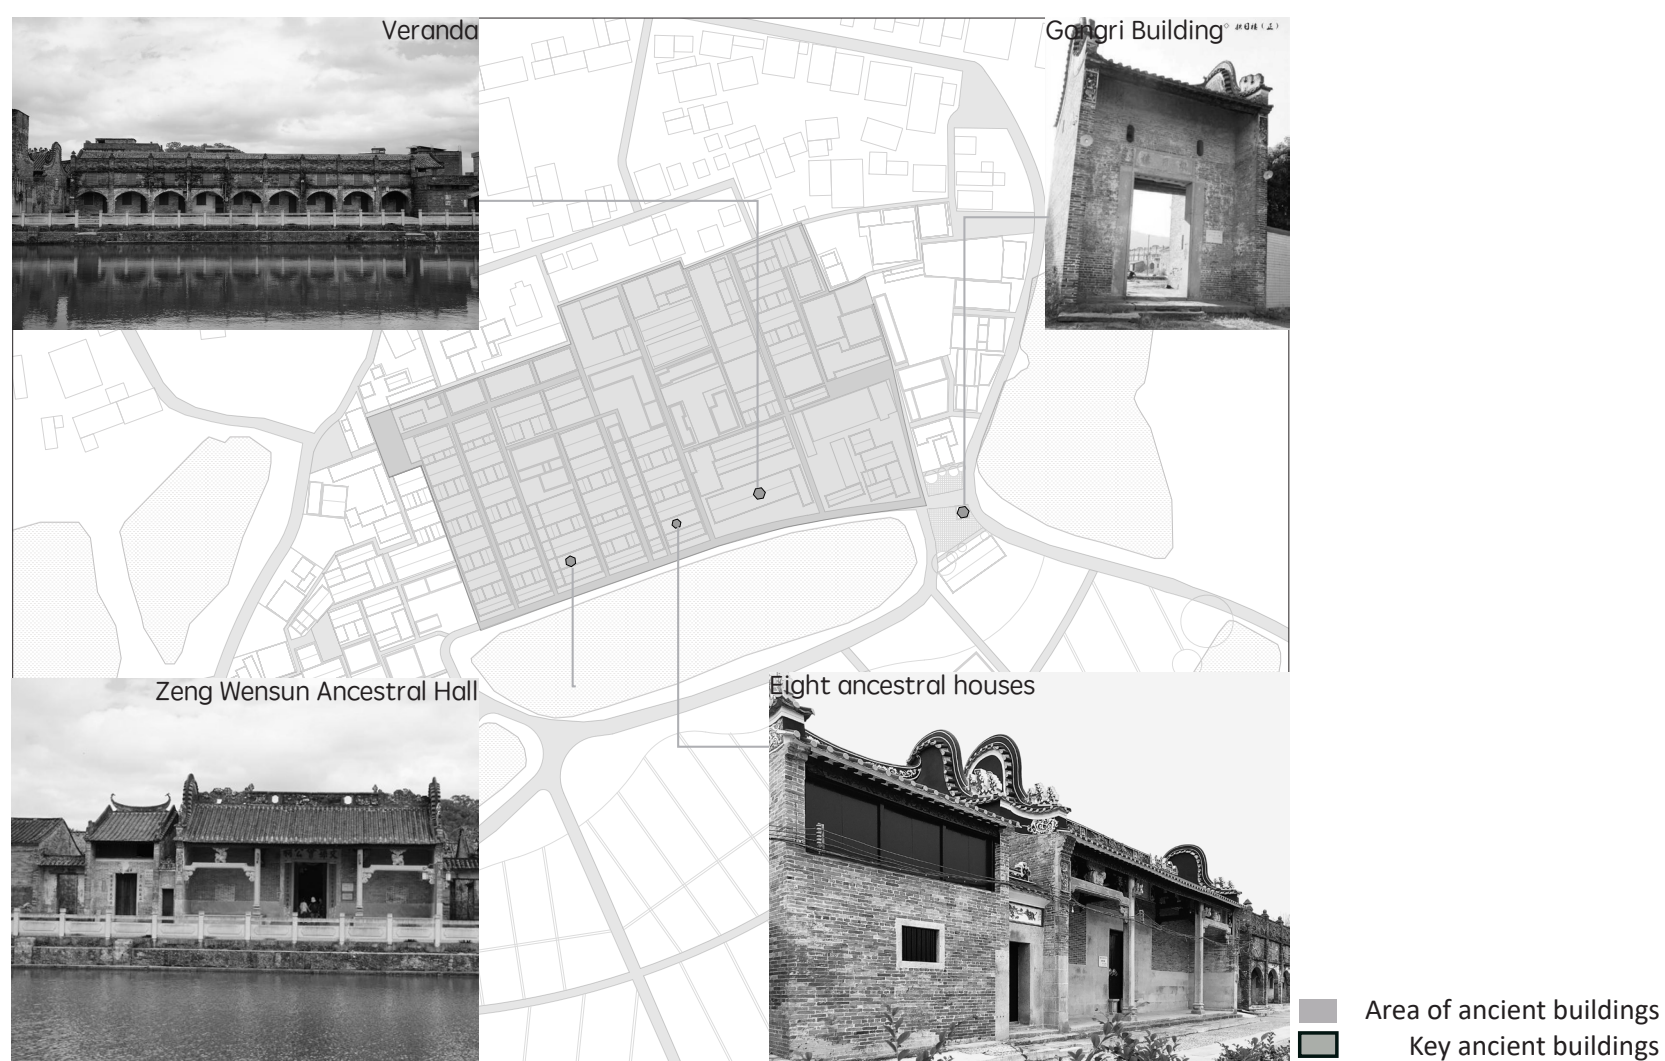 Veranda
Gangri Building
Zeng Wensun Ancestral Hall
Eight ancestral houses
Area of ancient buildings
Key ancient buildings